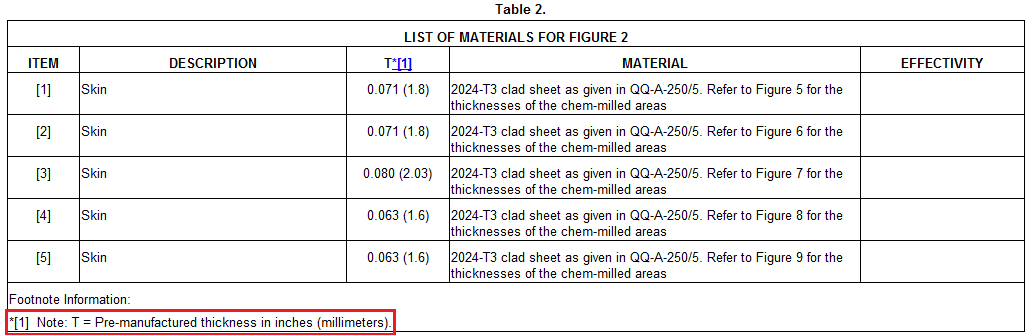 Table 2.
LIST OF MATERIALS FOR FIGURE 2
ITEM DESCRIPTION T*[1] MATERIAL EFFECTIVITY
[1] Skin 0.071 (1.8) 2024-T3 clad sheet as given in QQ-A-250/5. Refer to Figure 5 for the
thicknesses of the chem-milled areas
[2] Skin 0.071 (1.8) 2024-T3 clad sheet as given in QQ-A-250/5. Refer to Figure 6 for the
thicknesses of the chem-milled areas
[3] Skin 0.080 (2.03) 2024-T3 clad sheet as given in QQ-A-250/5. Refer to Figure 7 for the
thicknesses of the chem-milled areas
[4] Skin 0.063 (1.6) 2024-T3 clad sheet as given in QQ-A-250/5. Refer to Figure 8 for the
thicknesses of the chem-milled areas
[5] Skin 0.063 (1.6) 2024-T3 clad sheet as given in QQ-A-250/5. Refer to Figure 9 for the
thicknesses of the chem-milled areas
Footnote Information:
*[1] Note: T = Pre-manufactured thickness in inches (millimeters).